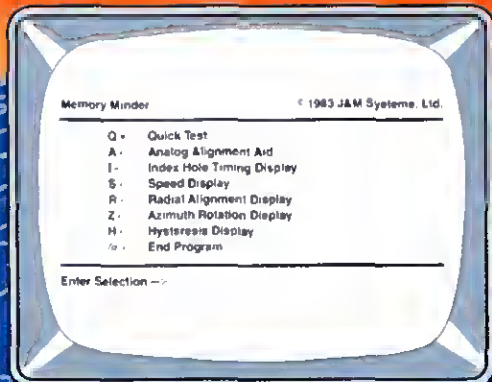 Memory Minder © 1983 J&M Systems, Ltd.
Q - Quick Test
A - Analog Alignment Aid
I - Index Hole Timing Display
S - Speed Display
R - Radial Alignment Display
Z - Azimuth Rotation Display
H - Hysteresis Display
- End Program
Enter Selection -->